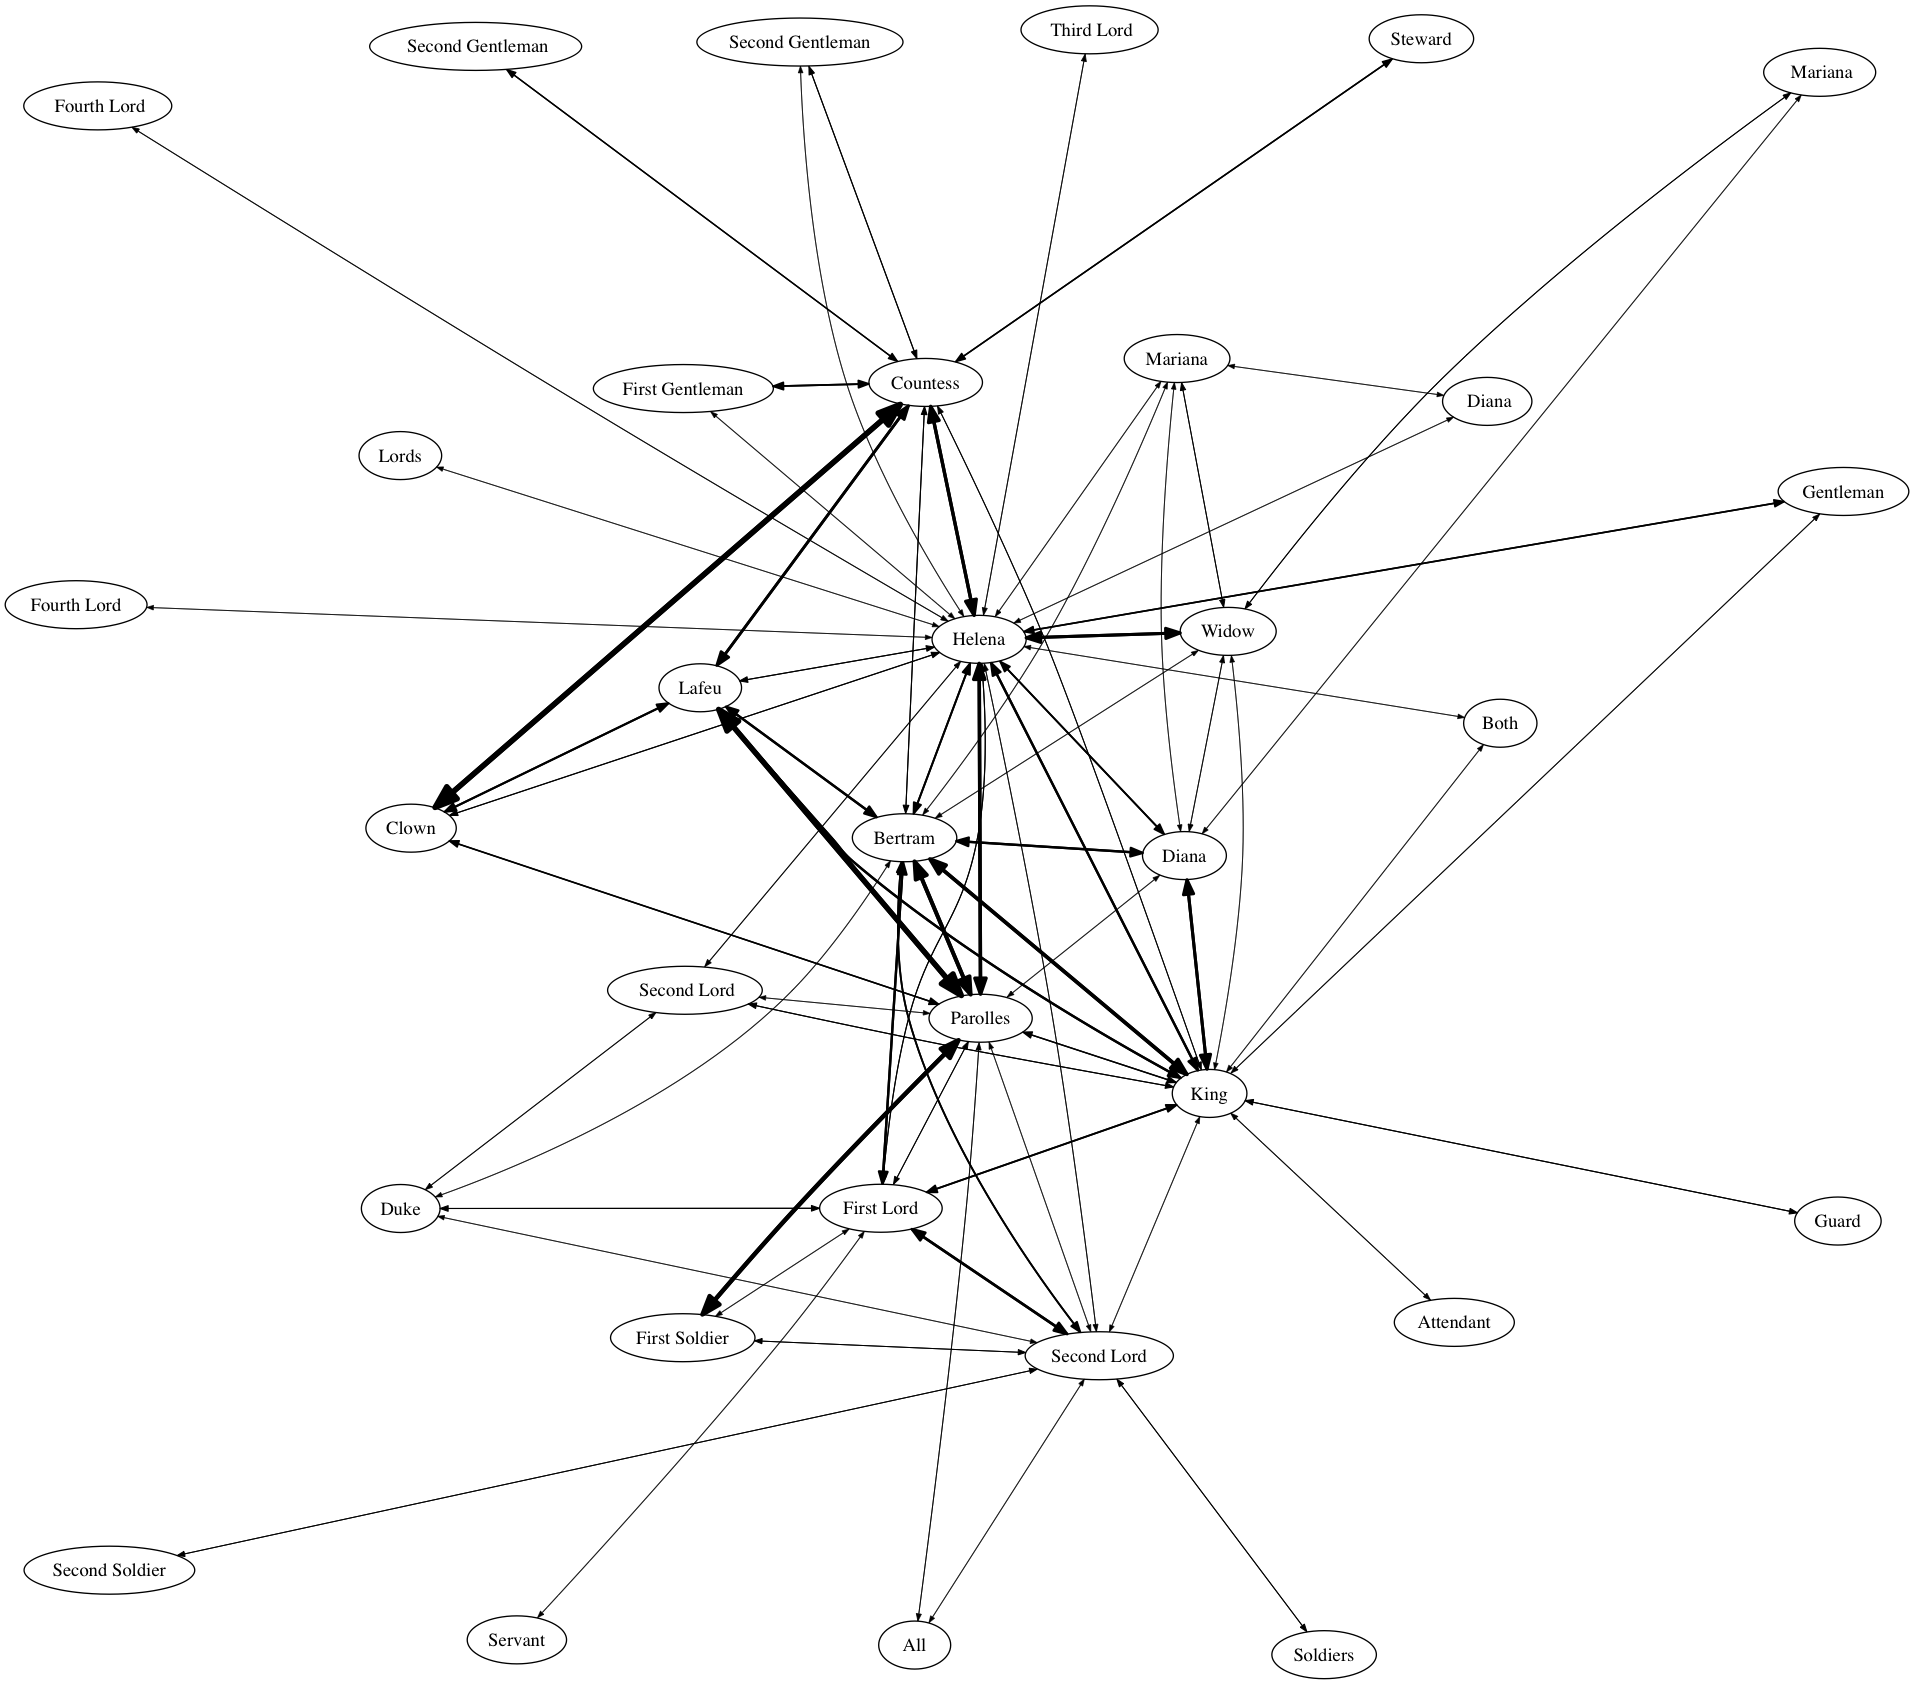 Third Lord
Steward
Second Gentleman
Second Gentleman
Mariana
Fourth Lord
Mariana
Countess
First Gentleman
Diana
Lords
Gentleman
Fourth Lord
Widow
Helena
Lafeu
Both
Clown
Bertram
Diana
Second Lord
Parolles
King
Duke
First Lord
Guard
Attendant
First Soldier
Second Lord
Second Soldier
Servant
All
Soldiers